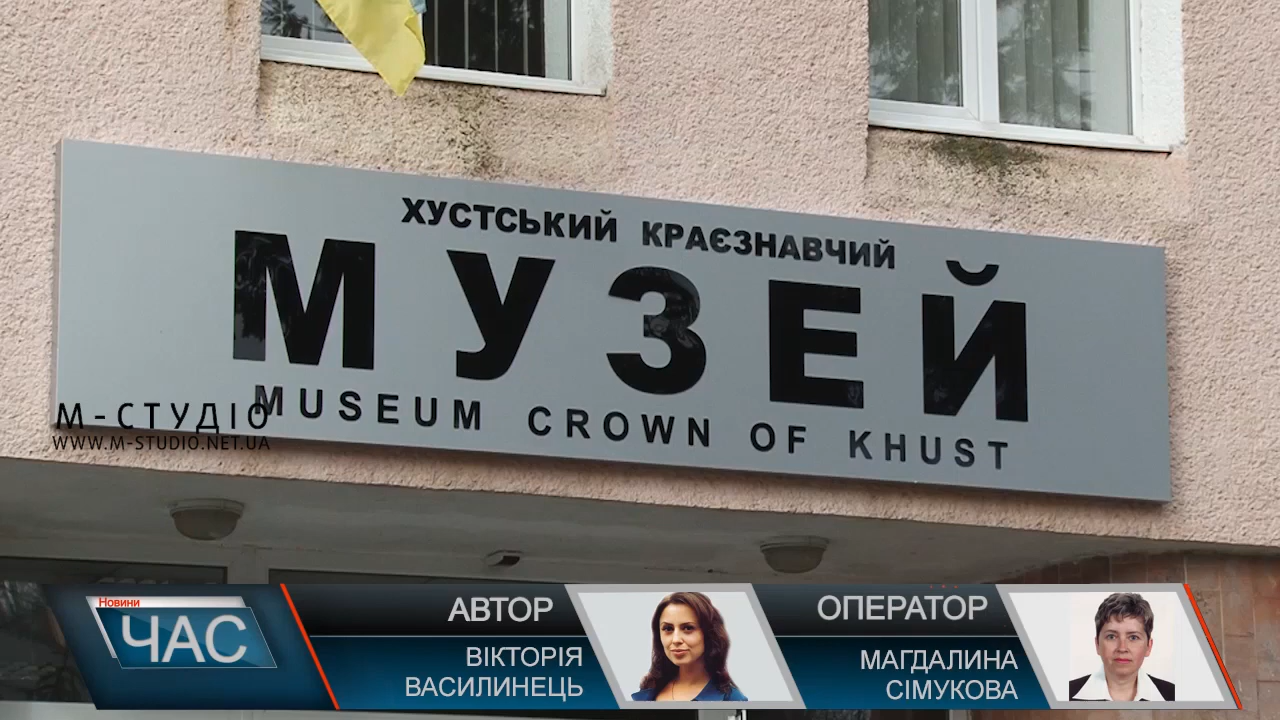 ХУСТСЬКИЙ КРАЄЗНАВЧИЙ
МУЗЕЙ
MUSEUM CROWN OF KHUST
М-СТУДІО
WWW.M-STUDIO.NET.UA
Новини
ЧАС
АВТОР
ВІКТОРІЯ
ВАСИЛИНЕЦЬ
ОПЕРАТОР
МАГДАЛИНА
СІМУКОВА